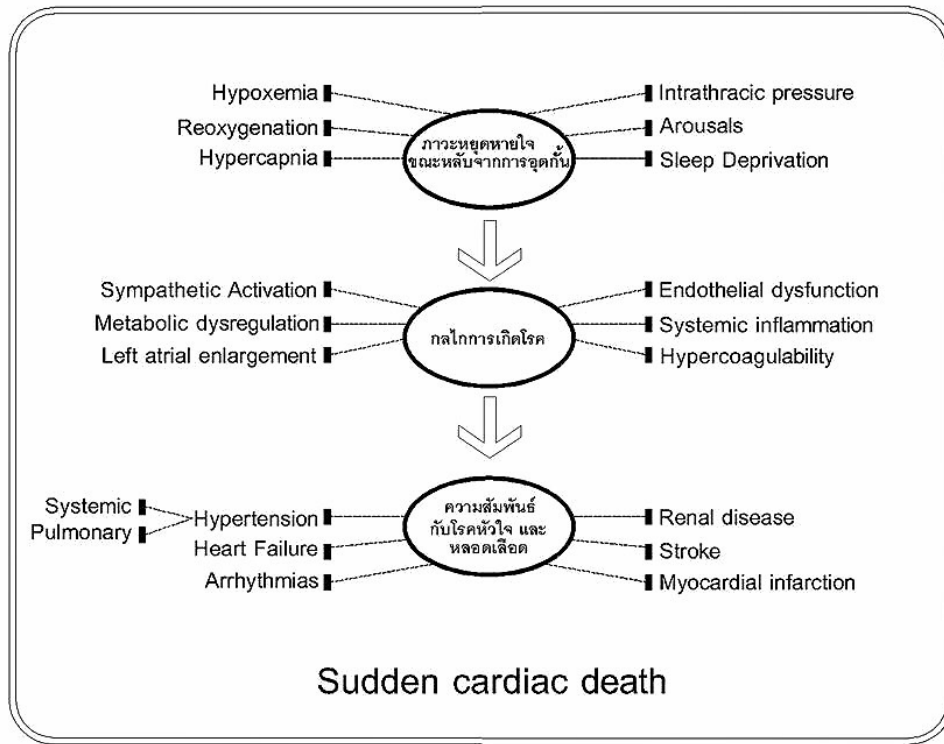 Hypoxemia
Reoxygenation
Hypercapnia
ภาวะหยุดหายใจ
ขณะหลับจากการอุดกั้น
Intrathracic pressure
Arousals
Sleep Deprivation
Sympathetic Activation
Metabolic dysregulation
Left atrial enlargement
กลไกการเกิดโรค
Endothelial dysfunction
Systemic inflammation
Hypercoagulability
Systemic
Pulmonary
Hypertension
Heart Failure
Arrhythmias
ความสัมพันธ์
กับโรคหัวใจ และ
หลอดเลือด
Renal disease
Stroke
Myocardial infarction
Sudden cardiac death